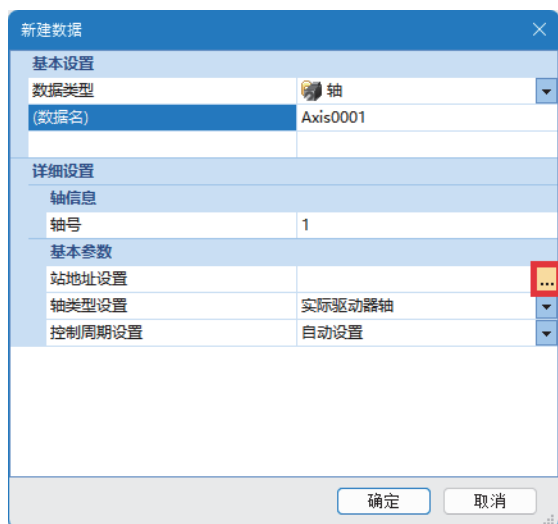 新建数据
基本设置
数据类型 轴
(数据名) Axis0001
详细设置
轴信息
轴号 1
基本参数
站地址设置 ...
轴类型设置 实际驱动器轴
控制周期设置 自动设置
确定 取消